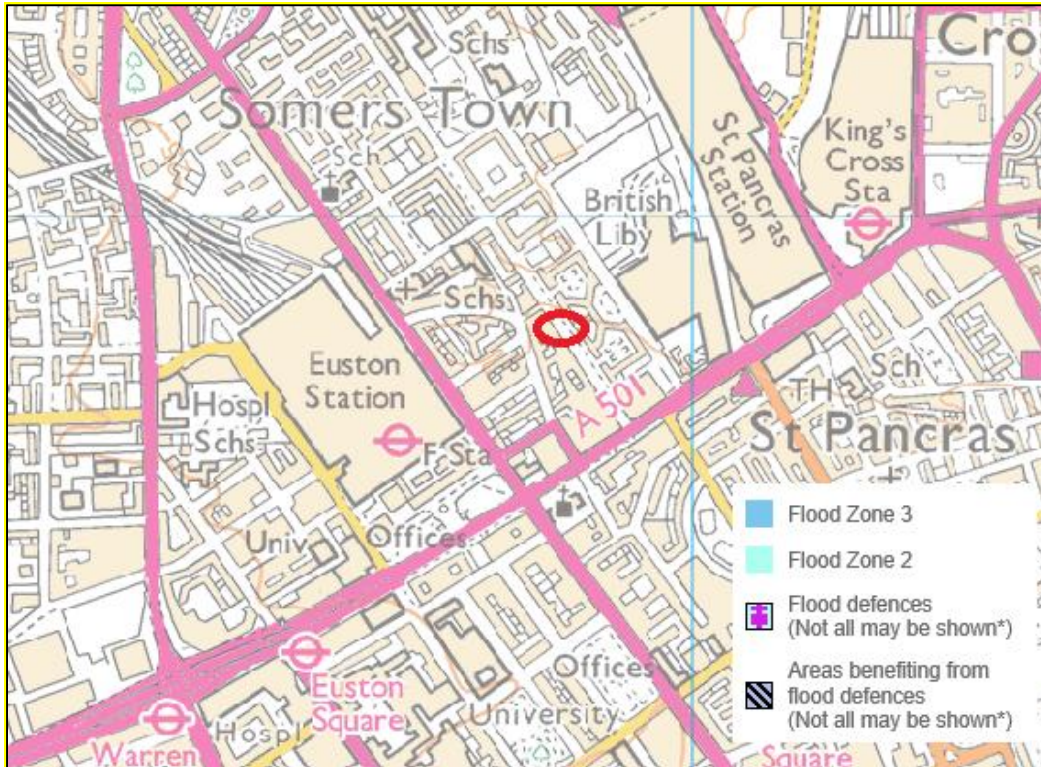 Schs
Cro
Somers Town
Sch
St Pancras
Station
King's
Cross
Sta
British
Liby
Schs
Euston
Station
A 501
Hospl
Schs
F Sta
TH
Sch
St Pancras
Univ
Offices
Flood Zone 3
Flood Zone 2
Flood defences
(Not all may be shown*)
Areas benefiting from
flood defences
(Not all may be shown*)
Offices
Euston
Square
University
Hospl
Warren
Square